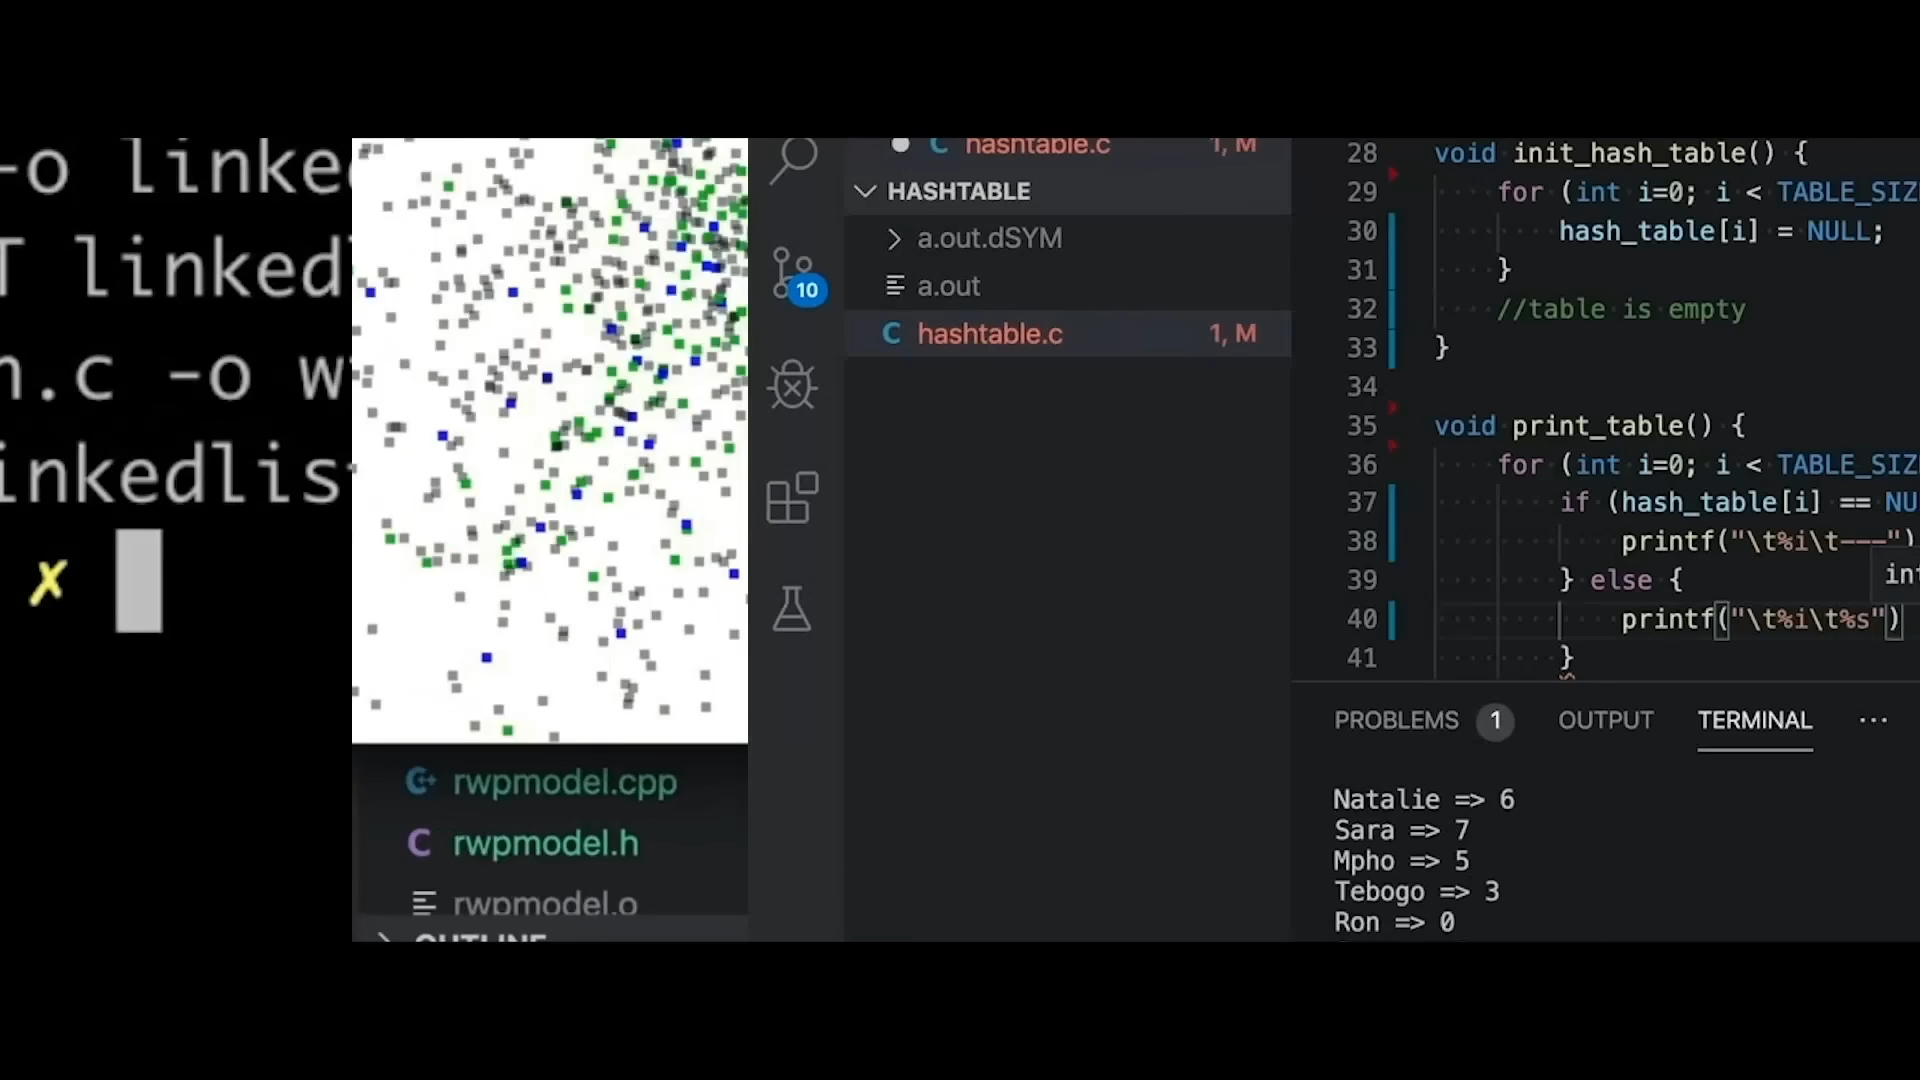 -o linke
T linked
.c -o w
inkedlis
✗
rwpmodel.cpp
rwpmodel.h
rwpmodel.o
OUTLINE
hashtable.c 1, M
HASHTABLE
a.out.dSYM
a.out
hashtable.c 1, M
10
28 void init_hash_table() {
29 for (int i=0; i < TABLE_SIZ
30 hash_table[i] = NULL;
31 }
32 //table is empty
33 }
34
35 void print_table() {
36 for (int i=0; i < TABLE_SIZ
37 if (hash_table[i] == NU
38 printf("\t%i\t---")
39 } else {
int
40 printf("\t%i\t%s")
41 }
PROBLEMS 1 OUTPUT TERMINAL ...
Natalie => 6
Sara => 7
Mpho => 5
Tebogo => 3
Ron => 0